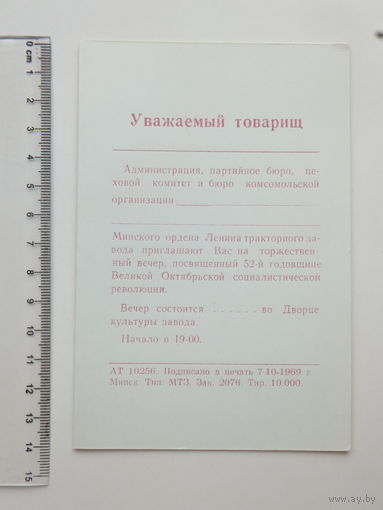 Уважаемый товарищ
Администрация, партийное бюро, це-
ховой комитет и бюро комсомольской
организации
Минского ордена Ленина тракторного за-
вода приглашают Вас на торжествен-
ный вечер, посвященный 52-й годовщине
Великой Октябрьской социалистической
революции.
Вечер состоится . . . . . . во Дворце
культуры завода.
Начало в 19-00.
АТ 10256. Подписано в печать 7-10-1969 г.
Минск. Тип. МТЗ. Зак. 2076. Тир. 10.000.
0 cm 1 2 3 4 5 6 7 8 9 10 11 12 13 14 15
www.ay.by